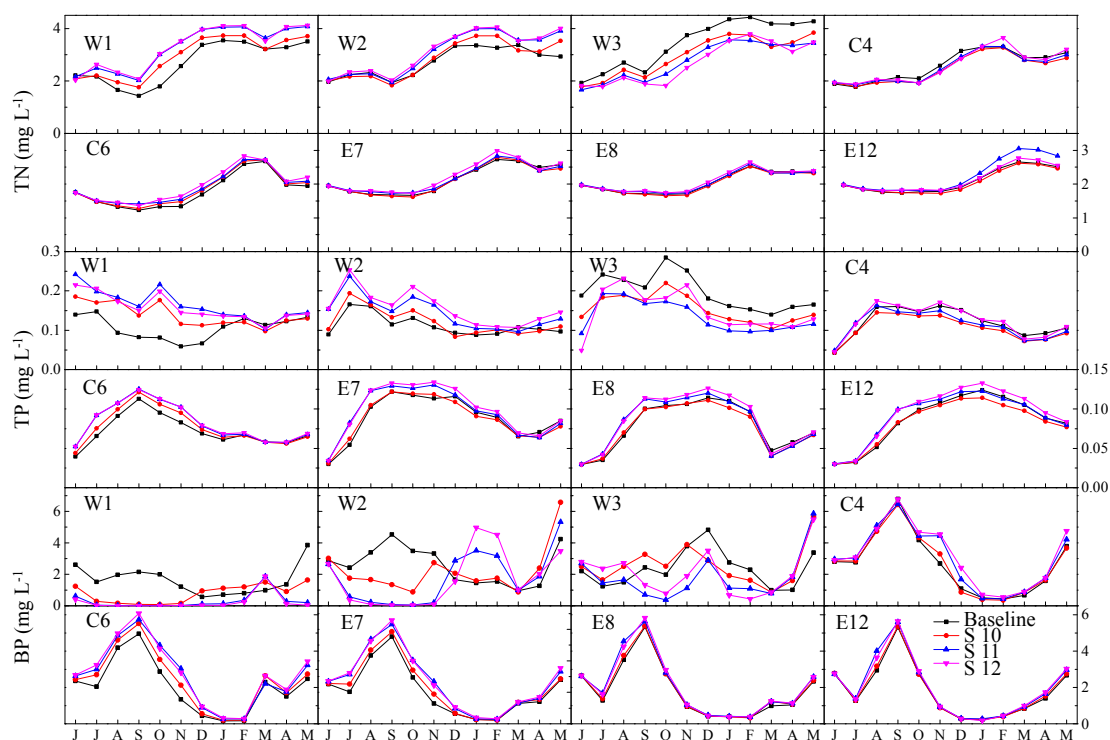 W1 W2 W3 C4
4
2
0
TN (mg L-1)
C6 E7 E8 E12
3
2
1
0
0.3
0.2
0.1
0.0
W1 W2 W3 C4
TP (mg L-1)
C6 E7 E8 E12
0.15
0.10
0.05
0.00
W1 W2 W3 C4
6
4
2
0
BP (mg L-1)
C6 E7 E8 E12
Baseline
S 10
S 11
S 12
6
4
2
0
J J A S O N D J F M A M J J A S O N D J F M A M J J A S O N D J F M A M J J A S O N D J F M A M